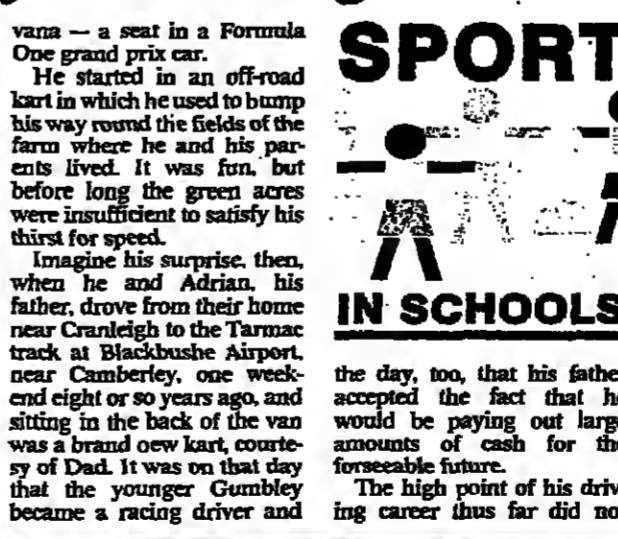 vana — a seat in a Formula
One grand prix car.
He started in an off-road
kart in which he used to bump
his way round the fields of the
farm where he and his par-
ents lived. It was fun, but
before long the green acres
were insufficient to satisfy his
thirst for speed.
Imagine his surprise, then,
when he and Adrian, his
father, drove from their home
near Cranleigh to the Tarmac
track at Blackbushe Airport,
near Camberley, one week-
end eight or so years ago, and
sitting in the back of the van
was a brand oew kart, courte-
sy of Dad. It was on that day
that the younger Gumbley
became a racing driver and
SPORT
IN SCHOOLS
the day, too, that his father
accepted the fact that he
would be paying out large
amounts of cash for the
forseeable future.
The high point of his driv-
ing career thus far did not